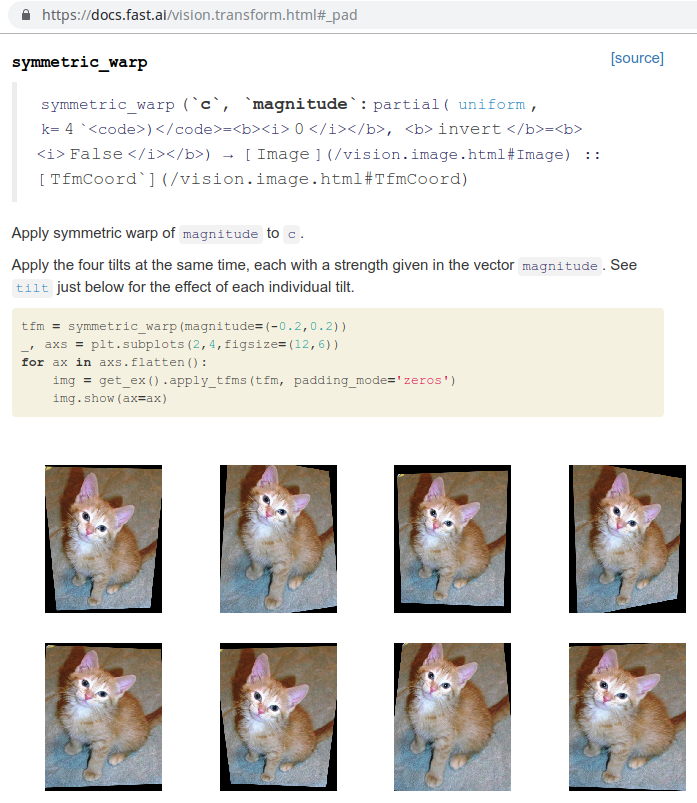 https://docs.fast.ai/vision.transform.html#_pad
symmetric_warp
[source]
symmetric_warp (`c`, `magnitude`: partial( uniform ,
k= 4 `<code>)</code>=<b><i> 0 </i></b>, <b> invert </b>=<b>
<i> False </i></b>) → [ Image ](/vision.image.html#Image) ::
[ TfmCoord`](/vision.image.html#TfmCoord)
Apply symmetric warp of magnitude to c .
Apply the four tilts at the same time, each with a strength given in the vector magnitude . See
tilt just below for the effect of each individual tilt.
tfm = symmetric_warp(magnitude=(-0.2,0.2))
_, axs = plt.subplots(2,4,figsize=(12,6))
for ax in axs.flatten():
    img = get_ex().apply_tfms(tfm, padding_mode='zeros')
    img.show(ax=ax)